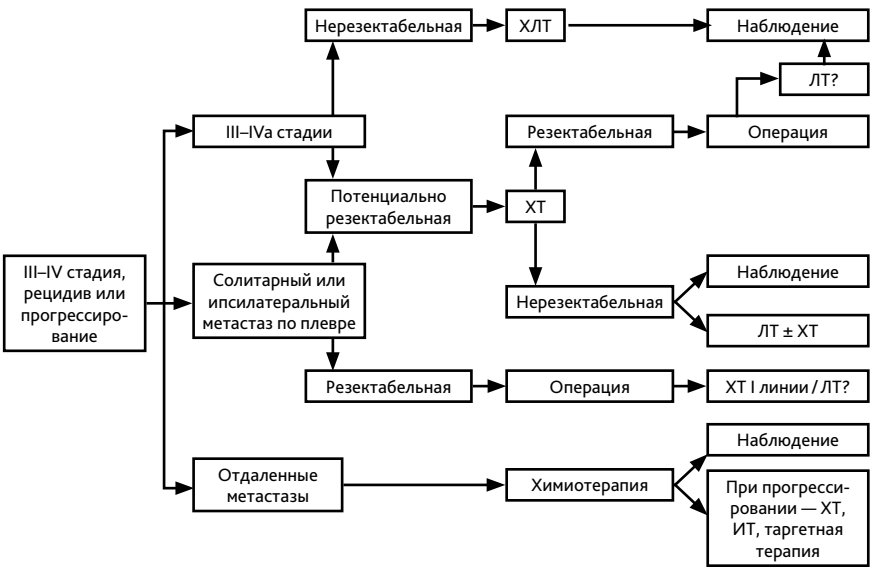 Нерезектабельная
ХЛТ
Наблюдение
ЛТ?
III–IVa стадии
Резектабельная
Операция
Потенциально
резектабельная
ХТ
III–IV стадия,
рецидив или
прогрессиро-
вание
Солитарный или
ипсилатеральный
метастаз по плевре
Нерезектабельная
Наблюдение
ЛТ ± ХТ
Резектабельная
Операция
ХТ I линии / ЛТ?
Отдаленные
метастазы
Химиотерапия
Наблюдение
При прогресси-
ровании — ХТ,
ИТ, таргетная
терапия